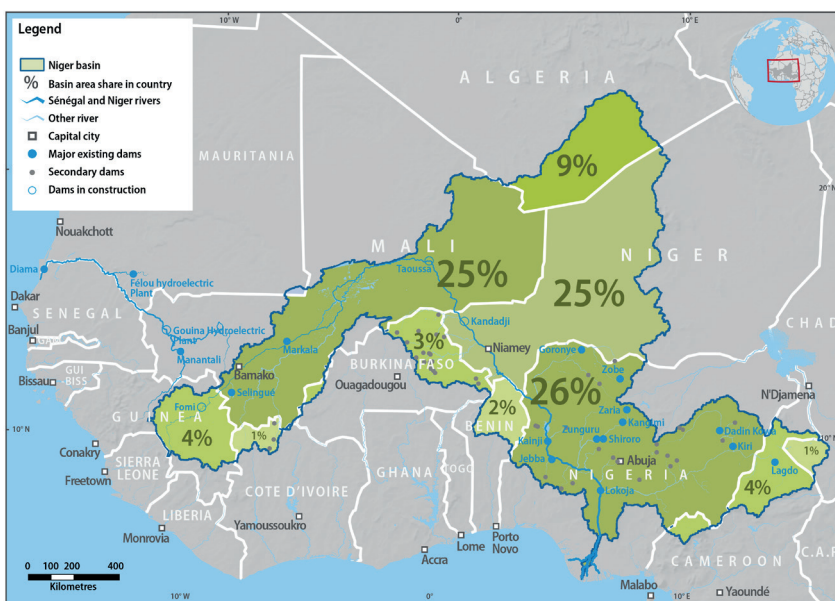 10° W
0°
10° E
Legend
Niger basin
% Basin area share in country
Sénégal and Niger rivers
Other river
Capital city
Major existing dams
Secondary dams
Dams in construction
ALGERIA
MAURITANIA
9%
20°N
Nouakchott
MALI
NIGER
Diama
Félou hydroelectric
Plant
Taoussa
25%
25%
Dakar
SENEGAL
Banjul
Gouina Hydroelectric
Plant
Kandadji
CHAD
Manantali
Markala
3%
Niamey
Goronye
GUI
-BISS
Bissau
Bamako
BURKINA FASO
Ouagadougou
Zobe
N'Djamena
Selingué
26%
GUINEA
Fomi
2%
BENIN
Zaria
Kangimi
10°N
4%
1%
Zunguru
Shiroro
Dadin Kowa
10°N
Kainji
Kiri
1%
Conakry
SIERRA
LEONE
Jebba
Abuja
Lagdo
Freetown
GHANA
TOGO
NIGERIA
4%
COTE D'IVOIRE
Lokoja
LIBERIA
Yamoussoukro
Monrovia
Porto
Novo
Lome
Accra
CAMEROON
C.A.R
0 100 200 400
Kilometres
Malabo
Yaoundé
10°W
0°
10°E